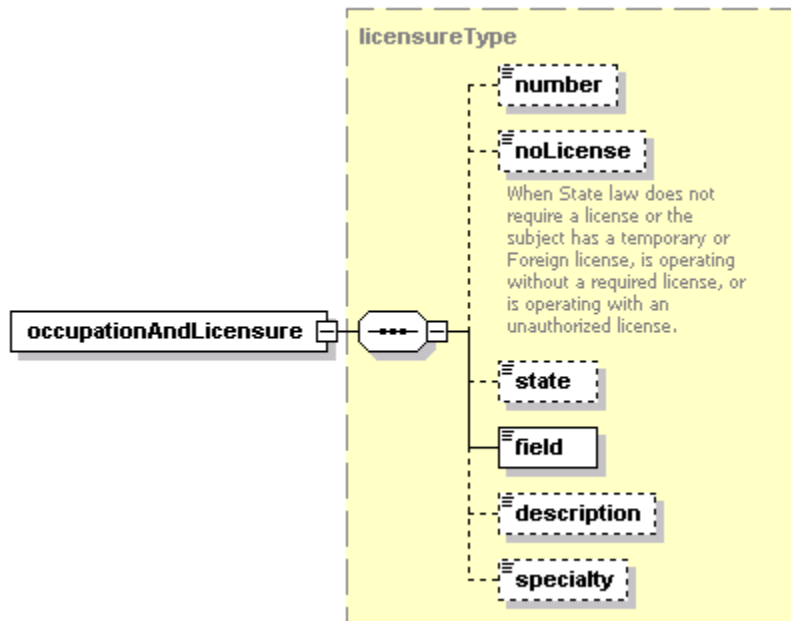 licensureType
number
noLicense
When State law does not
require a license or the
subject has a temporary or
Foreign license, is operating
without a required license, or
is operating with an
unauthorized license.
occupationAndLicensure
state
field
description
specialty